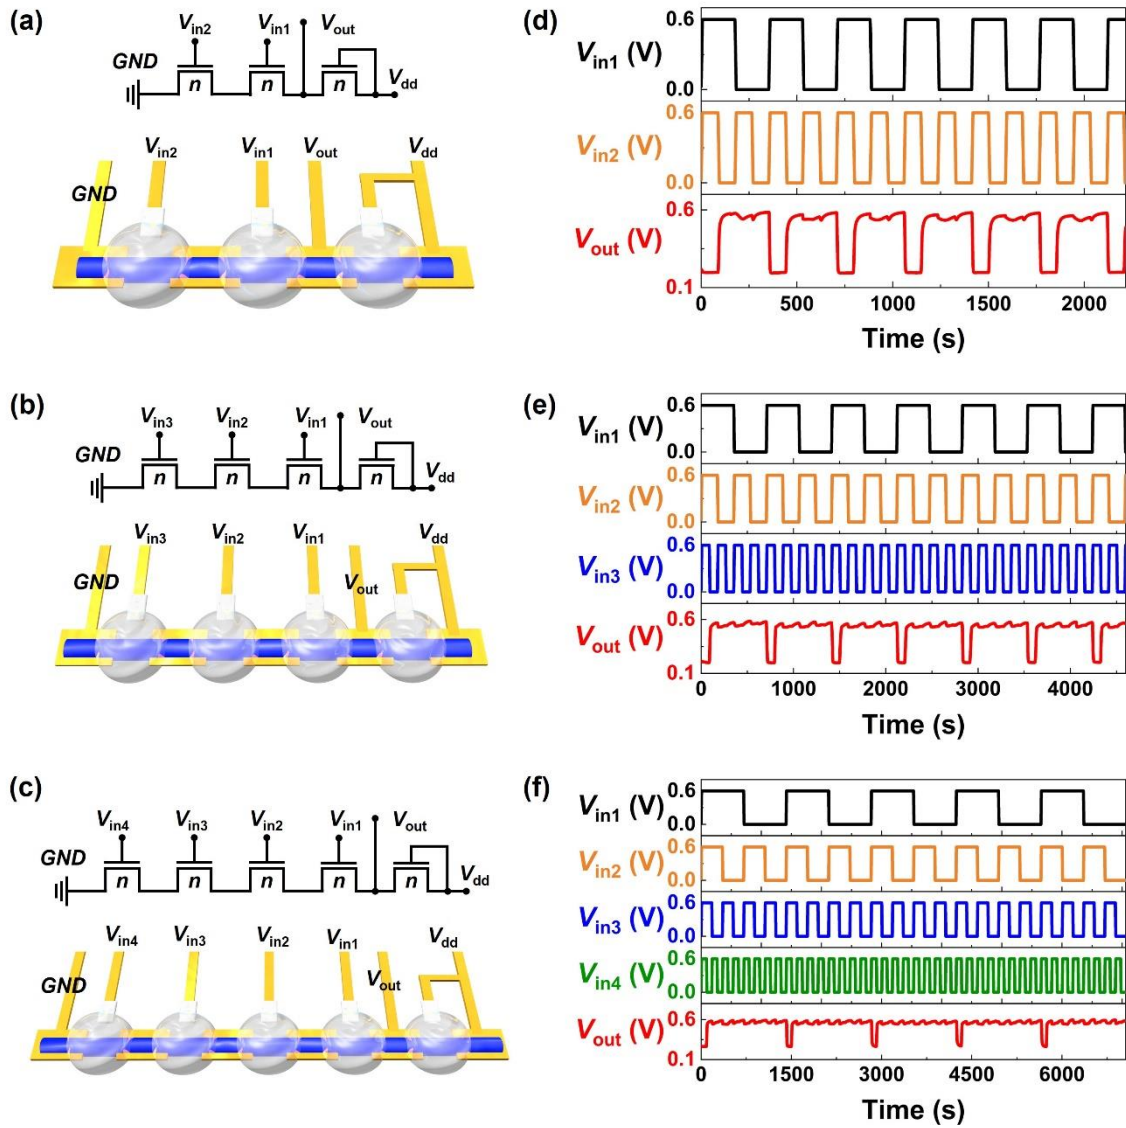 (a)
Vin2 Vin1 Vout
GND n n n Vdd
Vin2 Vin1 Vout Vdd
GND
(d)
Vin1 (V) 0.6 0.0
Vin2 (V) 0.6 0.0
Vout (V) 0.6 0.1
0 500 1000 1500 2000
Time (s)
(b)
Vin3 Vin2 Vin1 Vout
GND n n n n Vdd
Vin3 Vin2 Vin1 Vdd
GND Vout
(e)
Vin1 (V) 0.6 0.0
Vin2 (V) 0.6 0.0
Vin3 (V) 0.6 0.0
Vout (V) 0.6 0.1
0 1000 2000 3000 4000
Time (s)
(c)
Vin4 Vin3 Vin2 Vin1 Vout
GND n n n n n Vdd
Vin4 Vin3 Vin2 Vin1 Vdd
GND Vout
(f)
Vin1 (V) 0.6 0.0
Vin2 (V) 0.6 0.0
Vin3 (V) 0.6 0.0
Vin4 (V) 0.6 0.0
Vout (V) 0.6 0.1
0 1500 3000 4500 6000
Time (s)